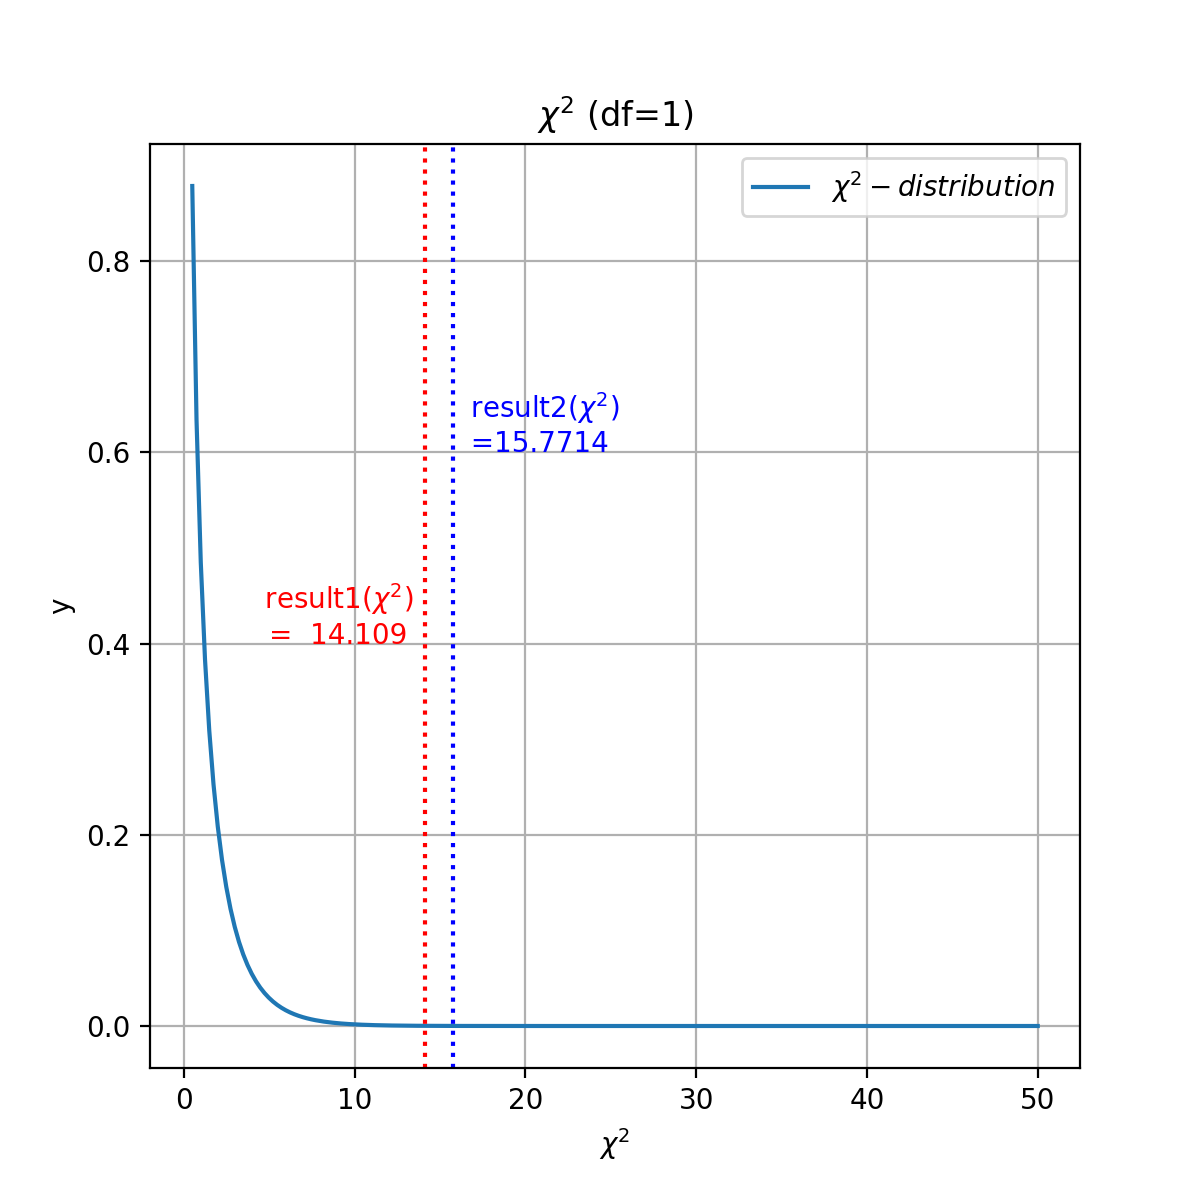 χ² (df=1)
χ² − distribution
0.8
0.6
0.4
0.2
0.0
y
result2(χ²)
=15.7714
result1(χ²)
= 14.109
0 10 20 30 40 50
χ²